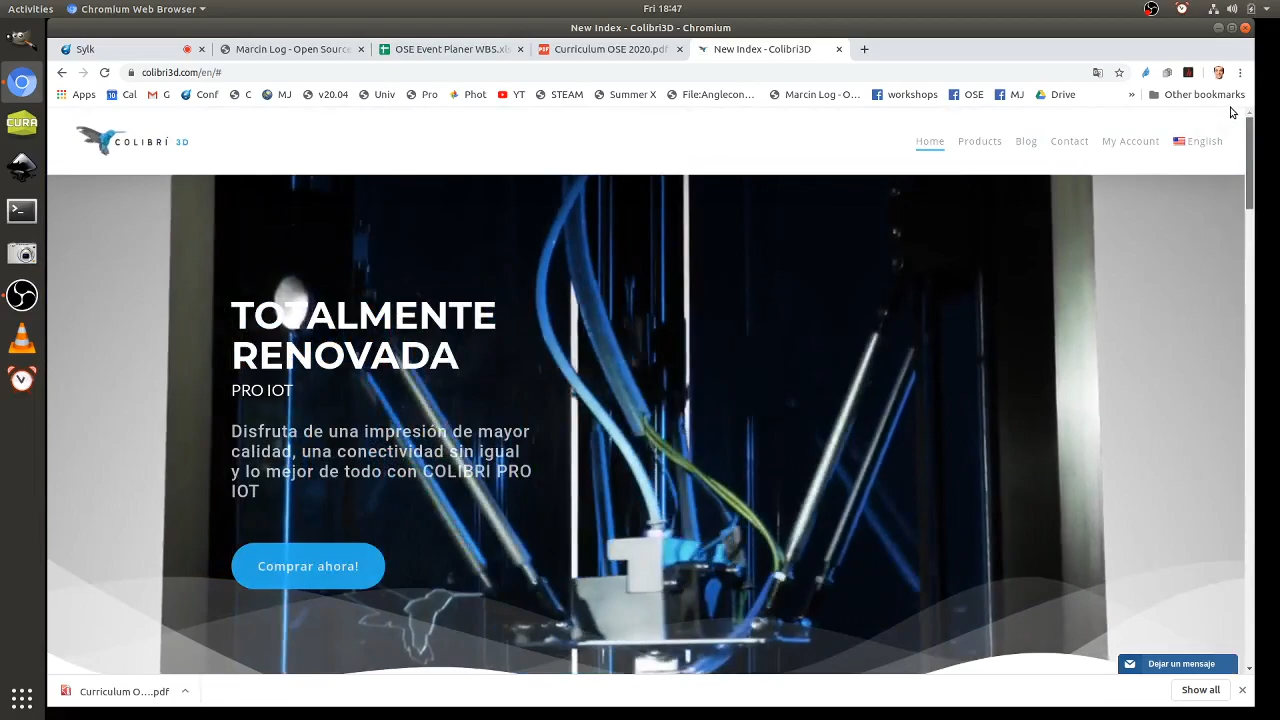 Activities Chromium Web Browser Fri 18:47
New Index - Colibri3D - Chromium
Sylk Marcin Log - Open Source OSE Event Planer WBS.xls Curriculum OSE 2020.pdf New Index - Colibri3D
colibri3d.com/en/#
Apps Cal G Conf C MJ v20.04 Univ Pro Phot YT STEAM Summer X File:Anglecon... Marcin Log - O... workshops OSE MJ Drive » Other bookmarks
COLIBRÍ 3D Home Products Blog Contact My Account English
TOTALMENTE
RENOVADA
PRO IOT
Disfruta de una impresión de mayor
calidad, una conectividad sin igual
y lo mejor de todo con COLIBRI PRO
IOT
Comprar ahora!
Dejar un mensaje
Curriculum O....pdf Show all
CURA